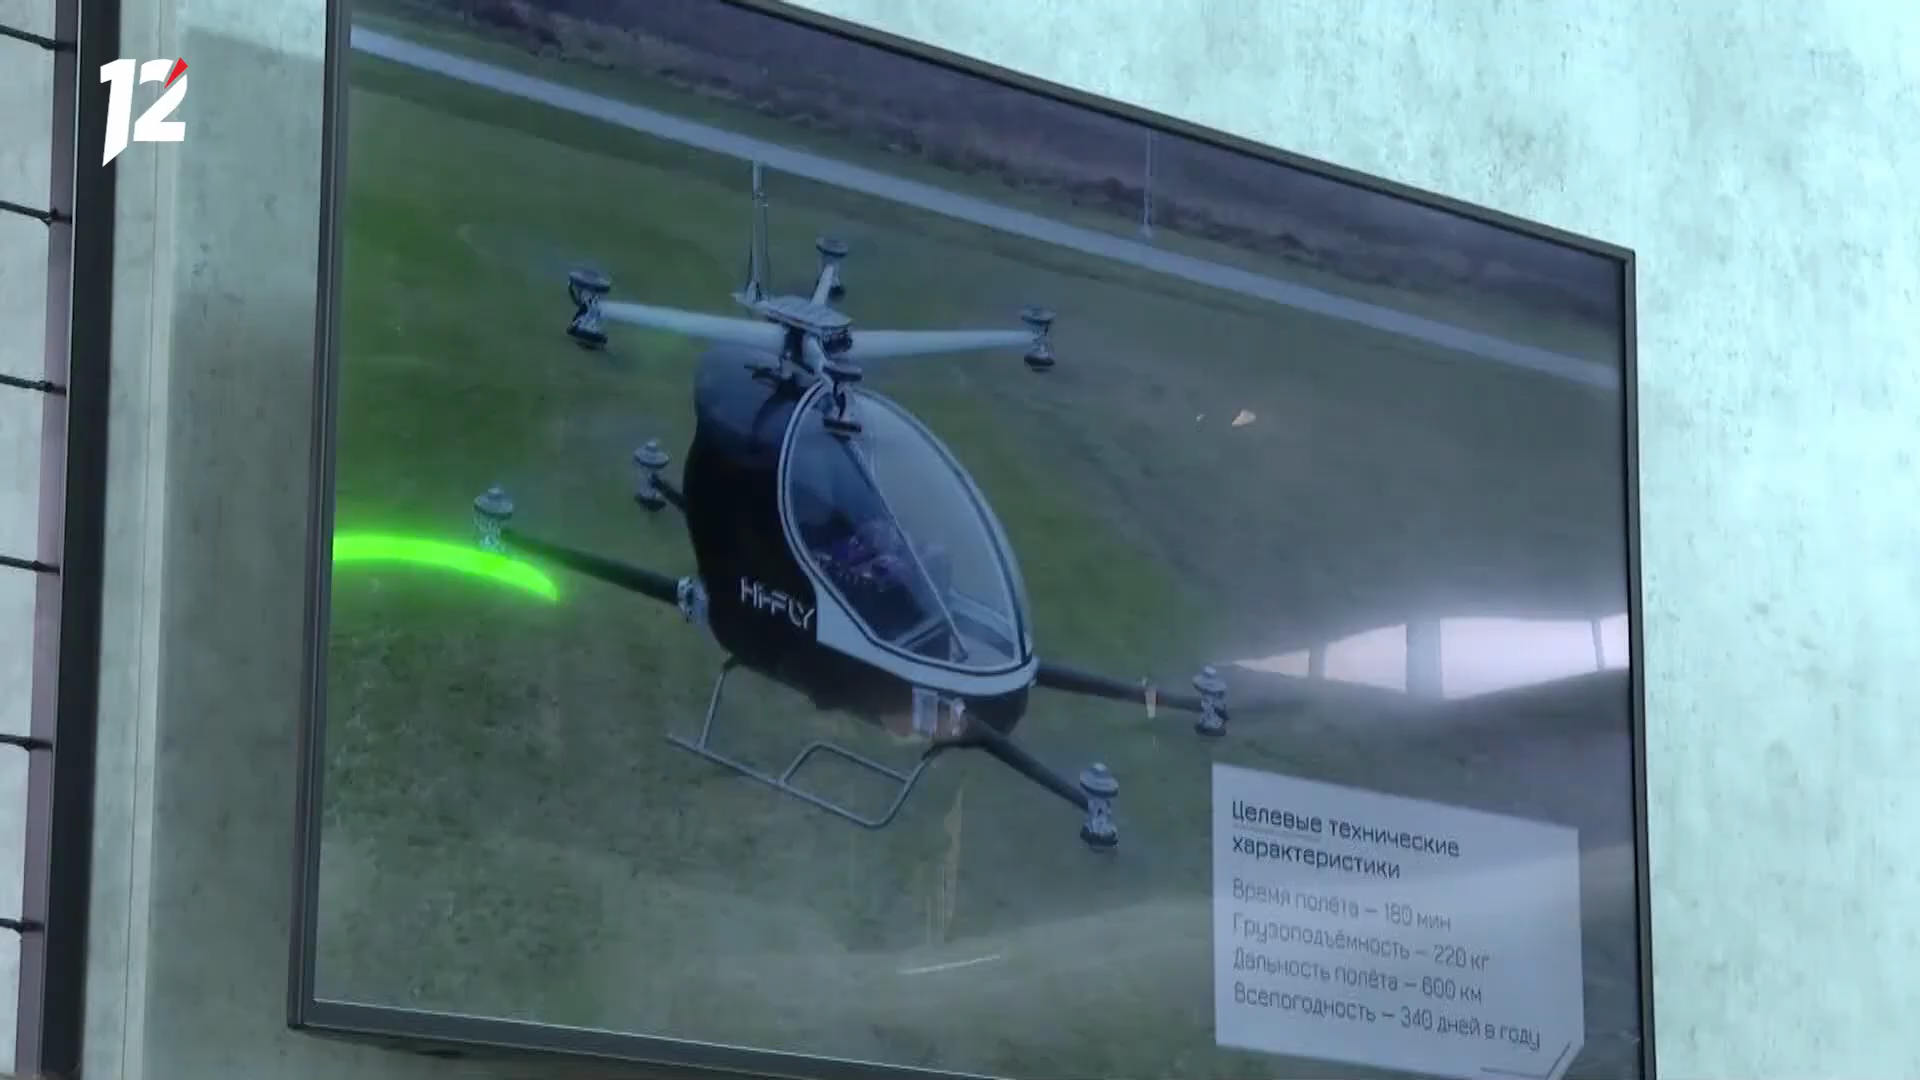 12
HI-FLY
Целевые технические
характеристики
Время полёта – 180 мин
Грузоподъёмность – 220 кг
Дальность полёта – 600 км
Всепогодность – 340 дней в году